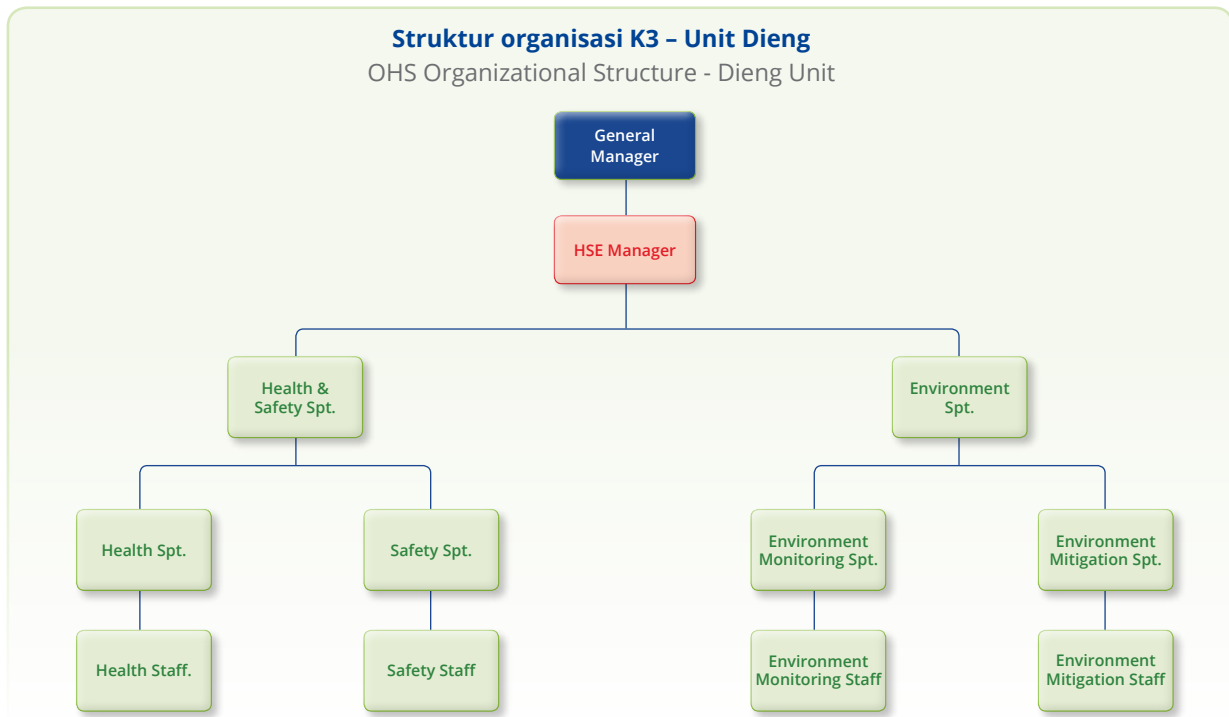 Struktur organisasi K3 – Unit Dieng
OHS Organizational Structure - Dieng Unit
General
Manager
HSE Manager
Health &
Safety Spt.
Environment
Spt.
Health Spt.
Safety Spt.
Environment
Monitoring Spt.
Environment
Mitigation Spt.
Health Staff.
Safety Staff
Environment
Monitoring Staff
Environment
Mitigation Staff